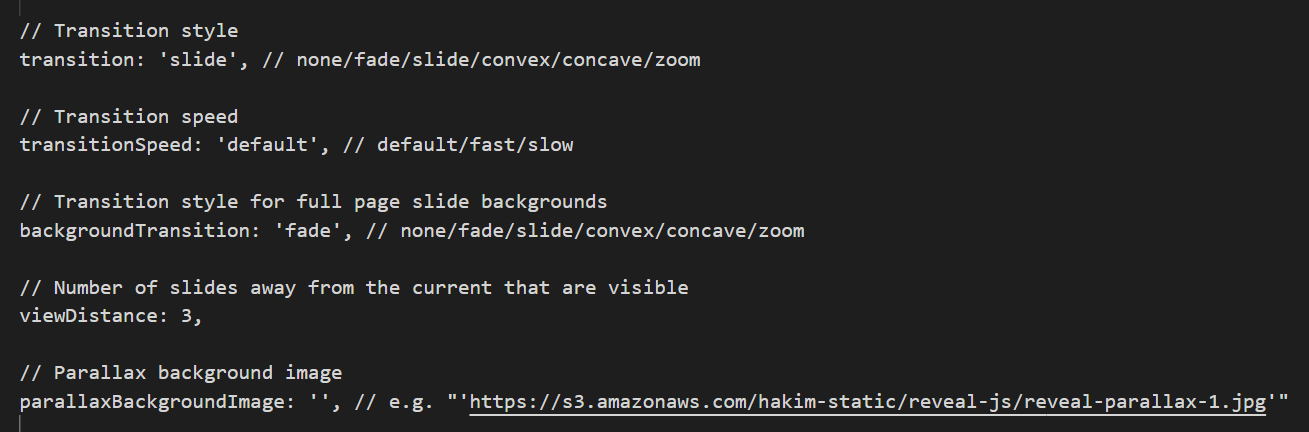 // Transition style
transition: 'slide', // none/fade/slide/convex/concave/zoom
// Transition speed
transitionSpeed: 'default', // default/fast/slow
// Transition style for full page slide backgrounds
backgroundTransition: 'fade', // none/fade/slide/convex/concave/zoom
// Number of slides away from the current that are visible
viewDistance: 3,
// Parallax background image
parallaxBackgroundImage: '', // e.g. "'https://s3.amazonaws.com/hakim-static/reveal-js/reveal-parallax-1.jpg'"